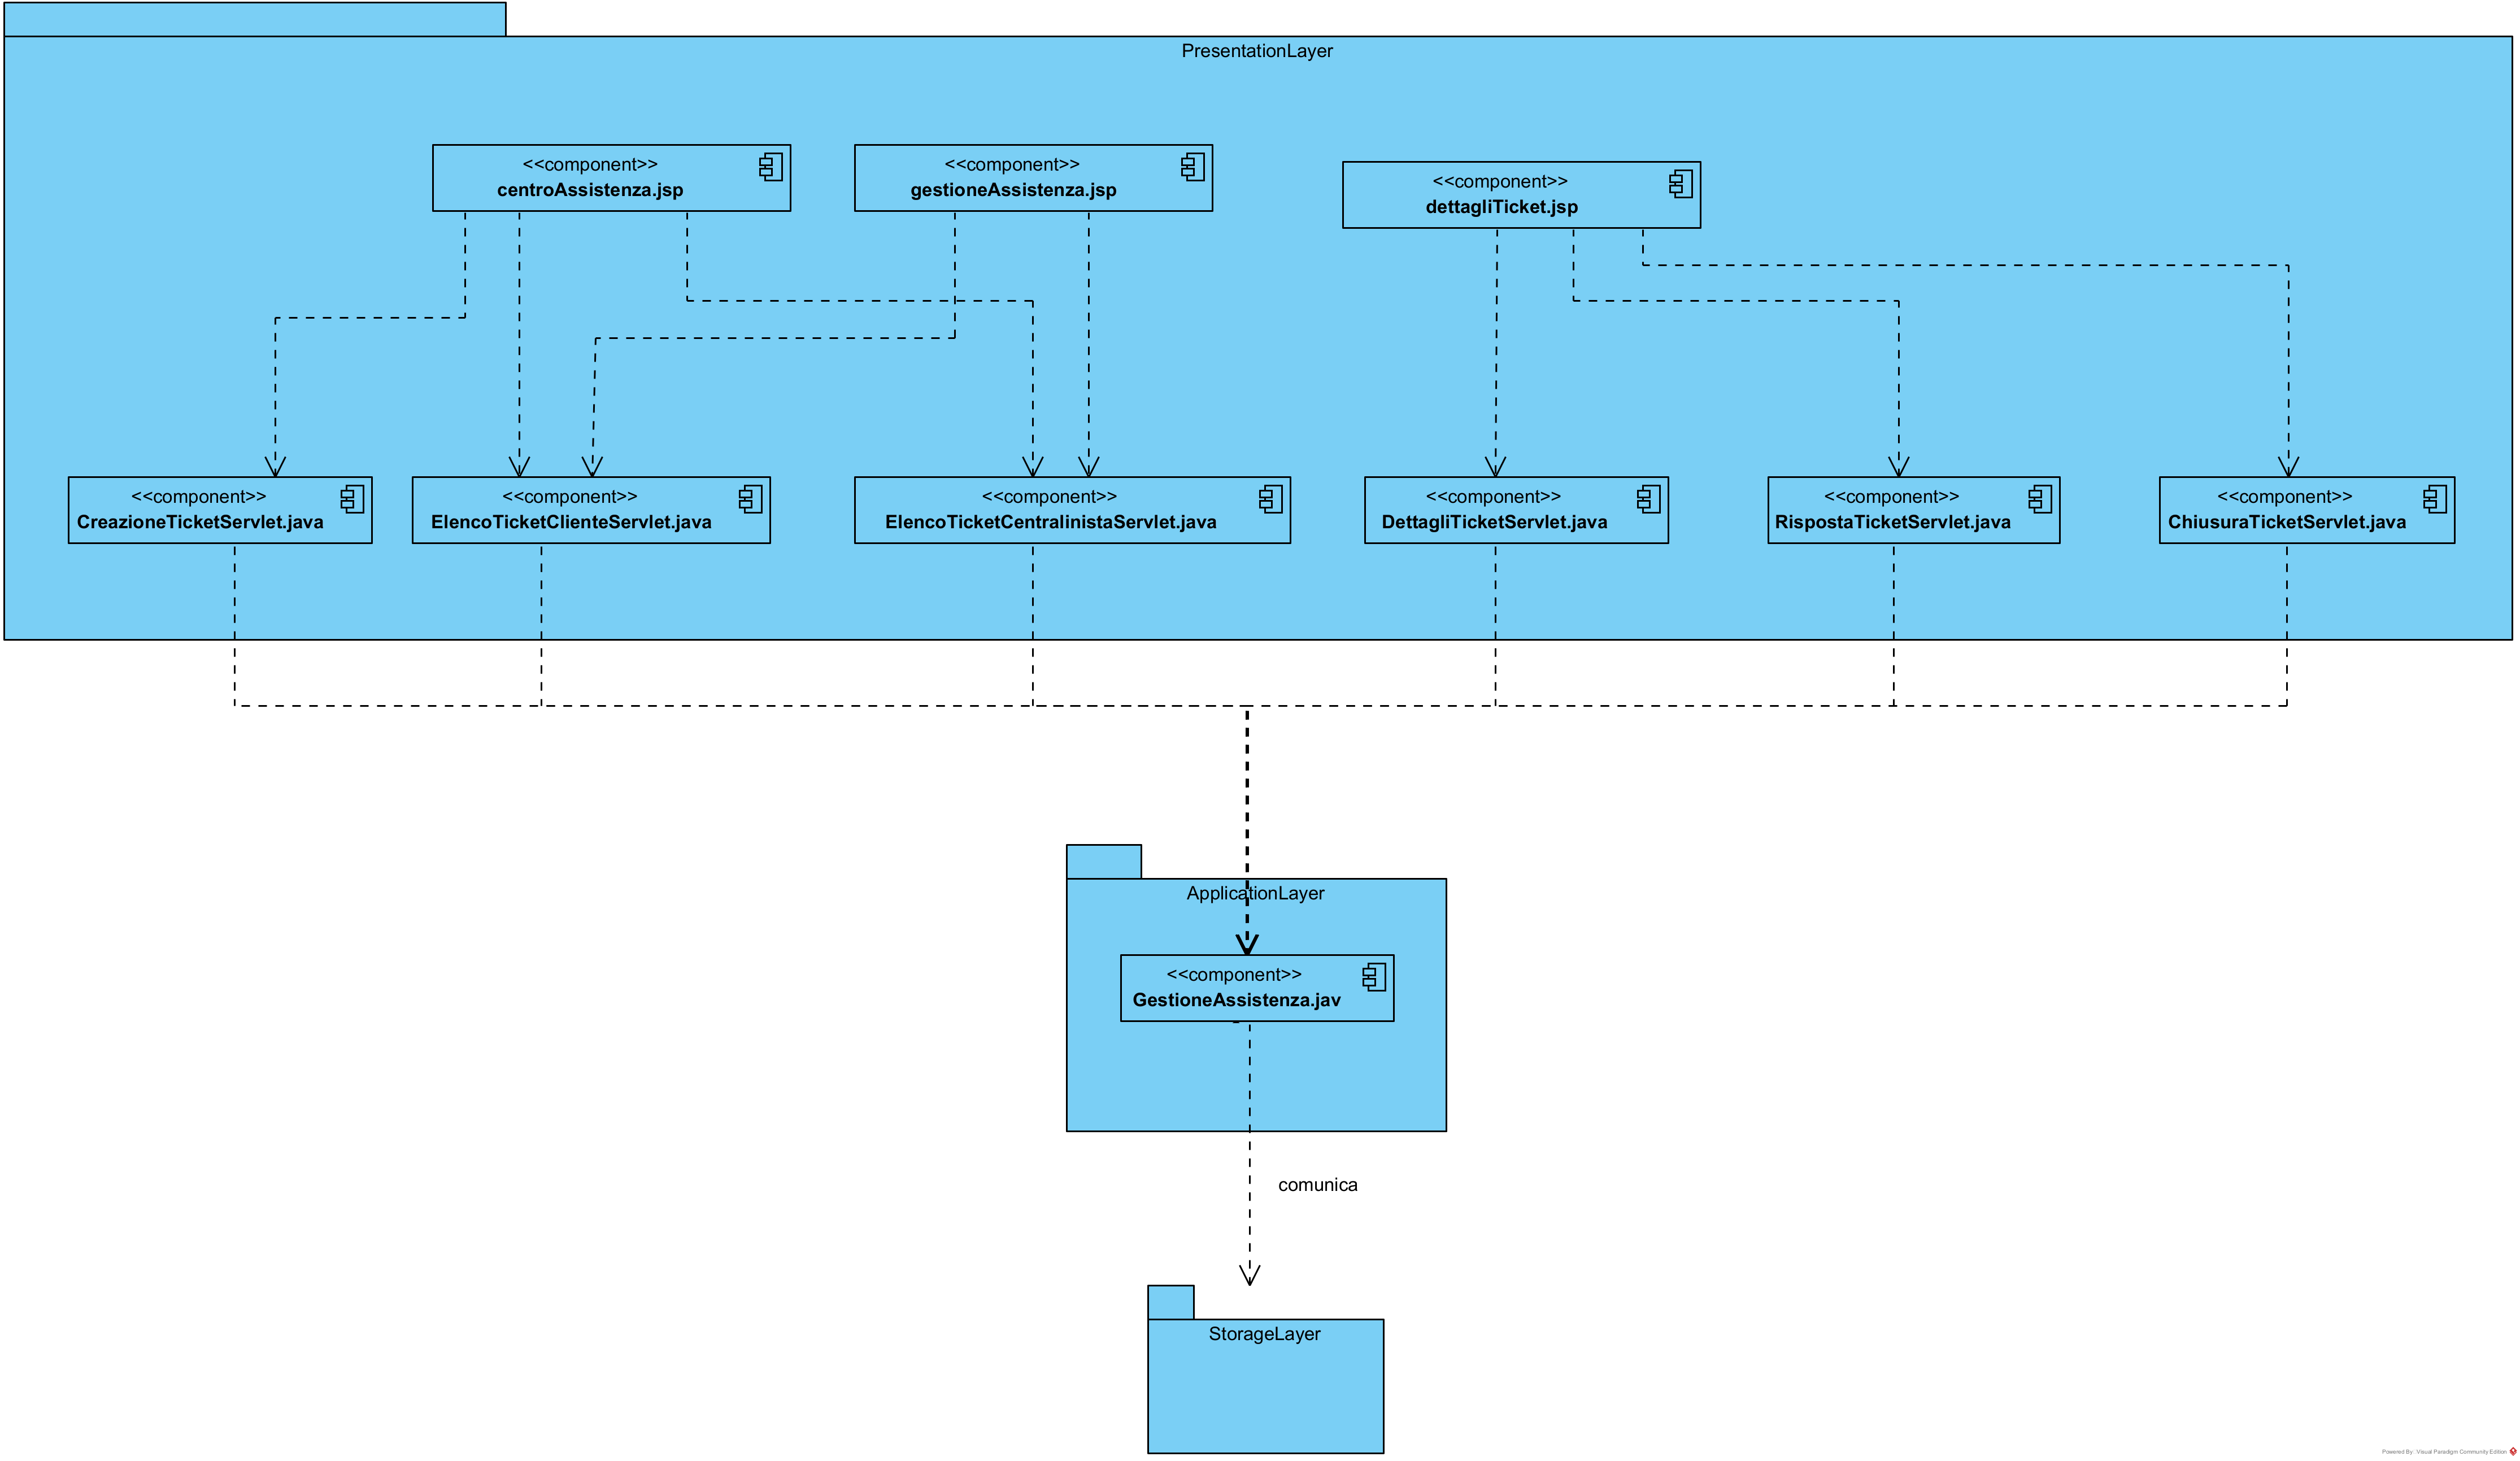 PresentationLayer
<<component>>
centroAssistenza.jsp
<<component>>
gestioneAssistenza.jsp
<<component>>
dettagliTicket.jsp
<<component>>
CreazioneTicketServlet.java
<<component>>
ElencoTicketClienteServlet.java
<<component>>
ElencoTicketCentralinistaServlet.java
<<component>>
DettagliTicketServlet.java
<<component>>
RispostaTicketServlet.java
<<component>>
ChiusuraTicketServlet.java
ApplicationLayer
<<component>>
GestioneAssistenza.jav
comunica
StorageLayer
Powered By: Visual Paradigm Community Edition